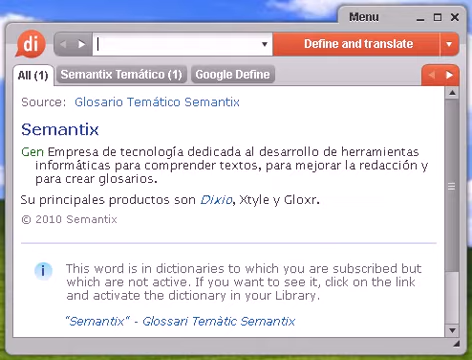 Menu
di
Define and translate
All (1)
Semantix Temático (1)
Google Define
Source: Glosario Temático Semantix
Semantix
Gen Empresa de tecnología dedicada al desarrollo de herramientas
informáticas para comprender textos, para mejorar la redacción y
para crear glosarios.
Su principales producto son Dixio, Xtyle y Gloxr.
© 2010 Semantix
i
This word is in dictionaries to which you are subscribed but
which are not active. If you want to see it, click on the link
and activate the dictionary in your Library.
"Semantix" - Glossari Temàtic Semantix